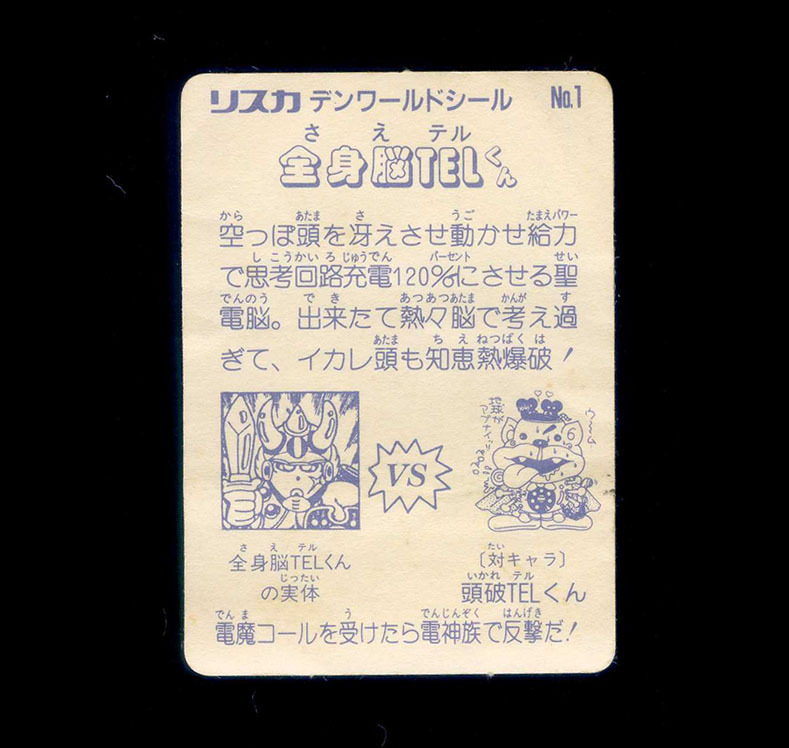 リスカ デンワールドシール No.1
さ え テル
全身脳TELくん
から あたま さ うご たまえパワー
空っぽ頭を冴えさせ動かせ給力
し こうかい ろ じゅうでん パーセント せい
で思考回路充電120%にさせる聖
でんのう で き あつあつあたま かんが す
電脳。出来たて熱々脳で考え過
あたま ち え ねつばく は
ぎて、イカレ頭も知恵熱爆破!
地球が
アブナイッ!!
VS
さ え テル
全身脳TELくん
じったい
の実体
たい
〔対キャラ〕
いかれ テル
頭破TELくん
でん ま う でんじんぞく はんげき
電魔コールを受けたら電神族で反撃だ!